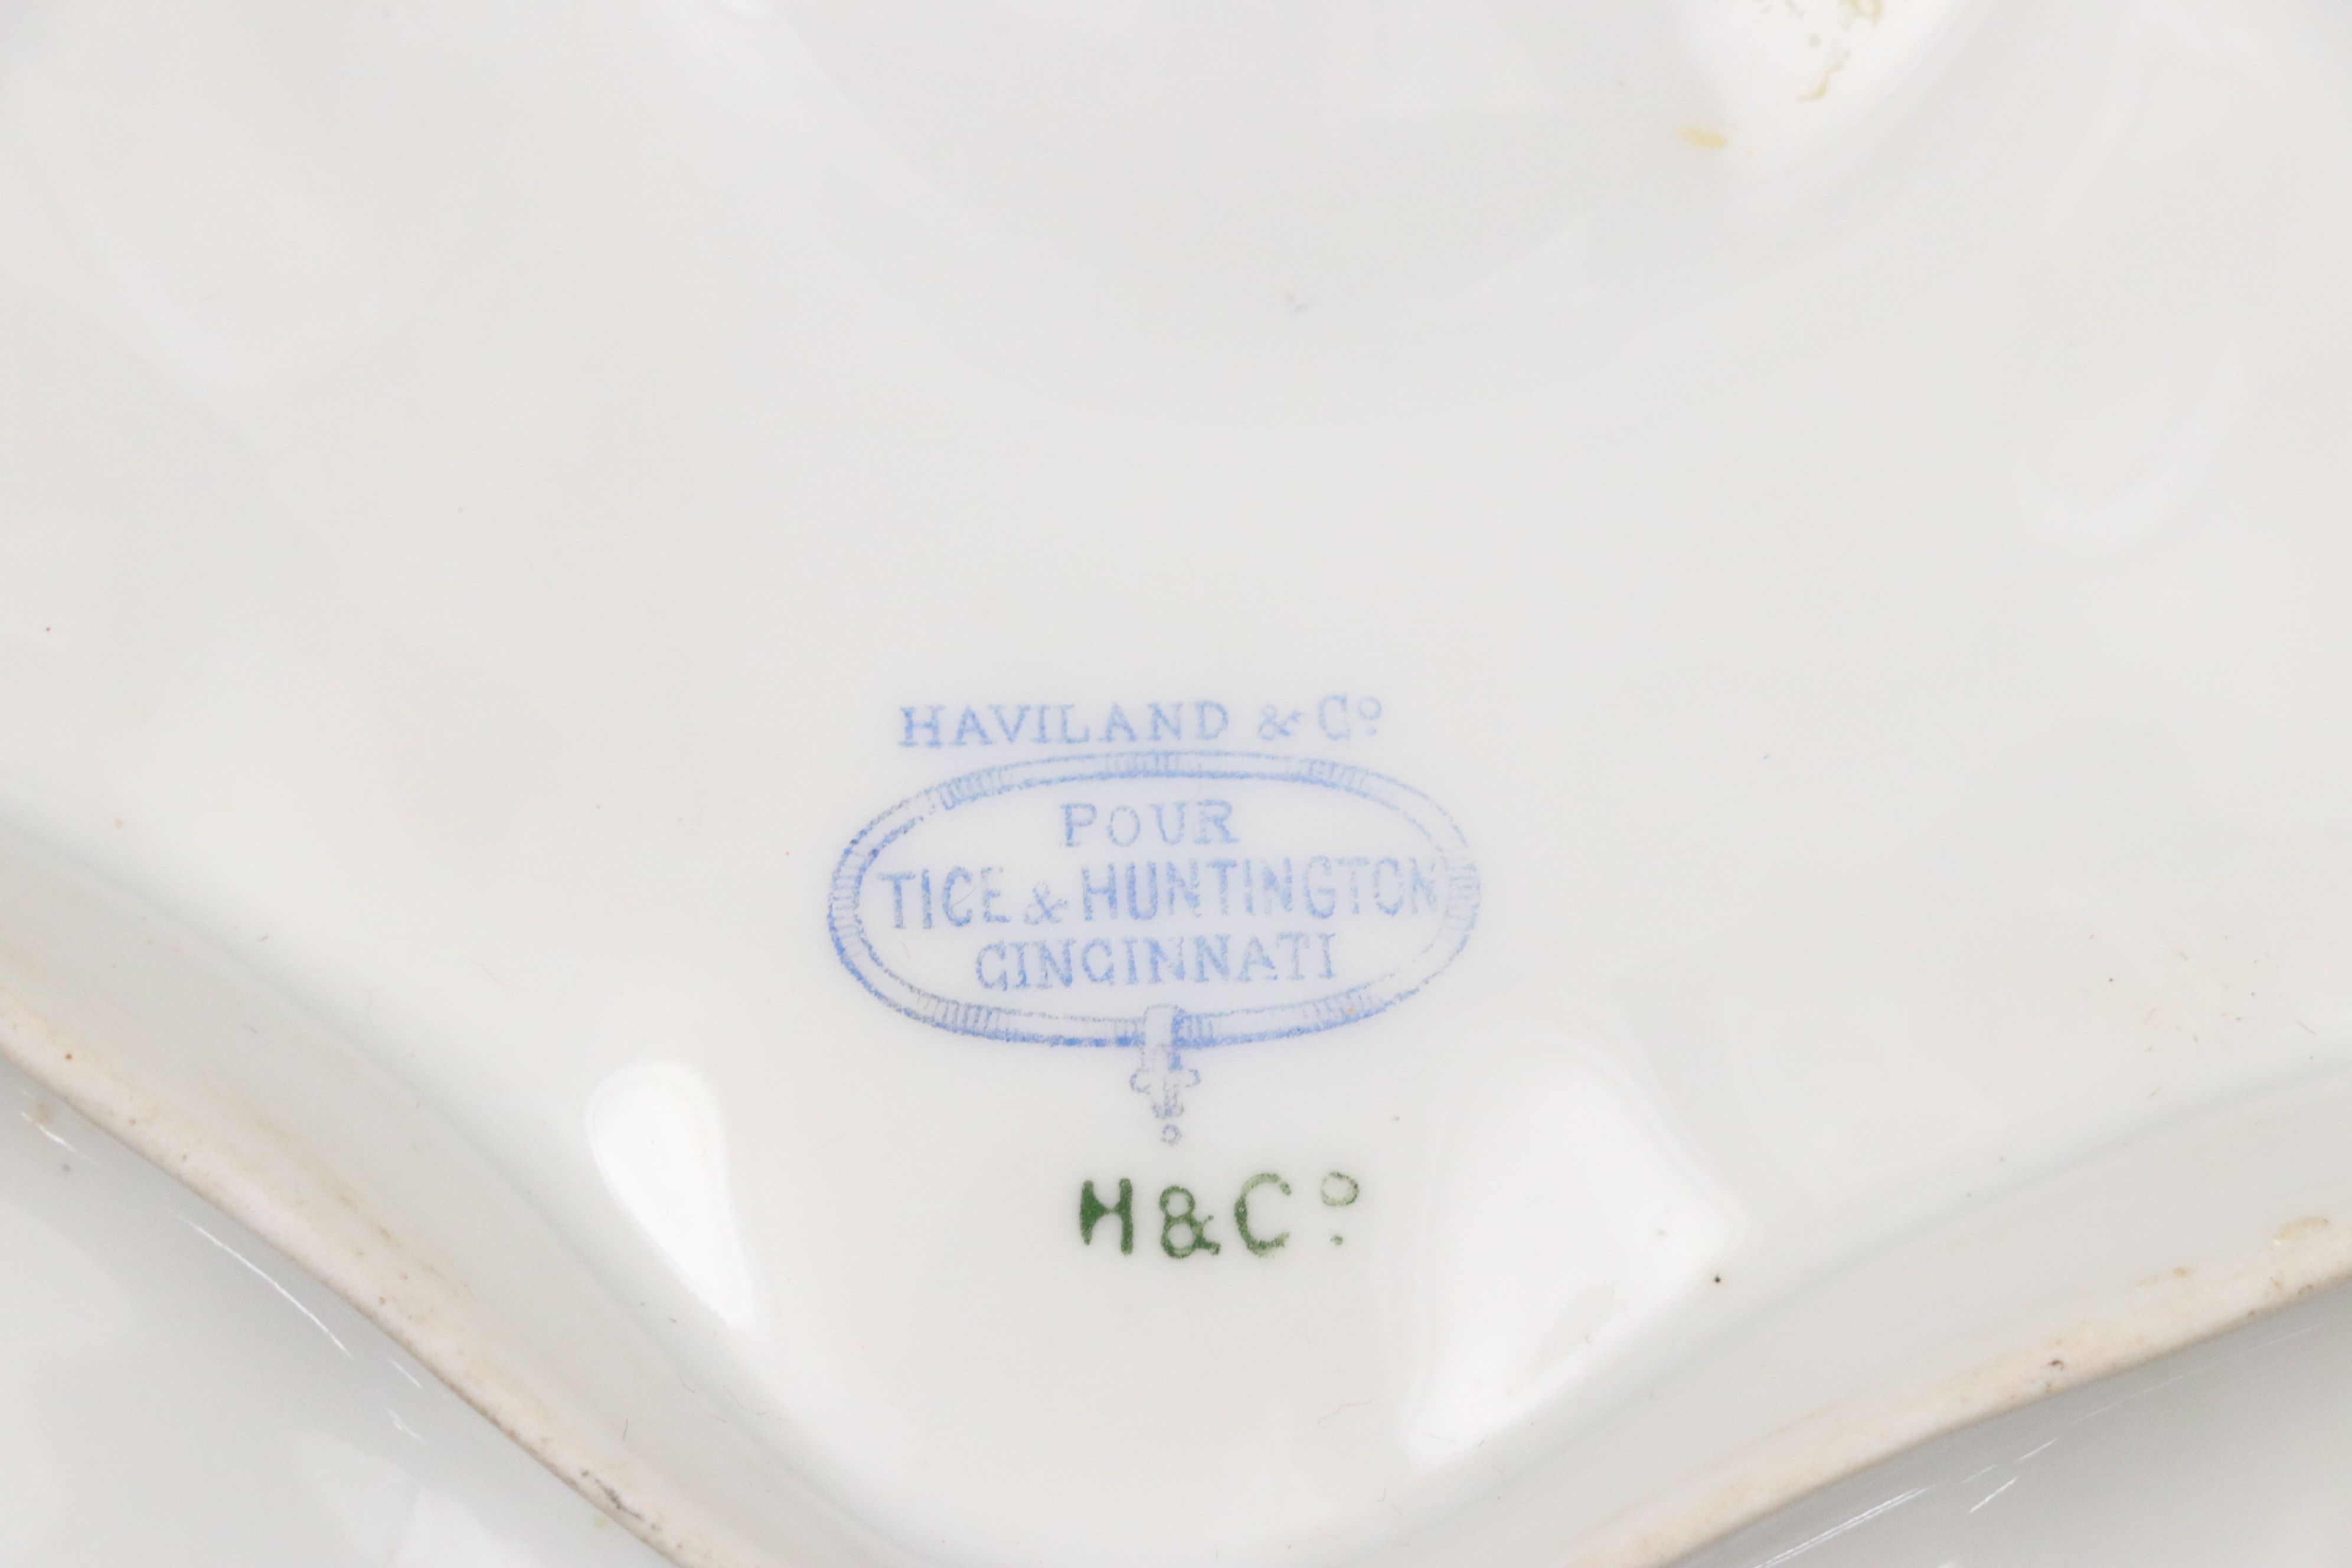 HAVILAND & Cº
POUR
TICE & HUNTINGTON
CINCINNATI
H & Cº